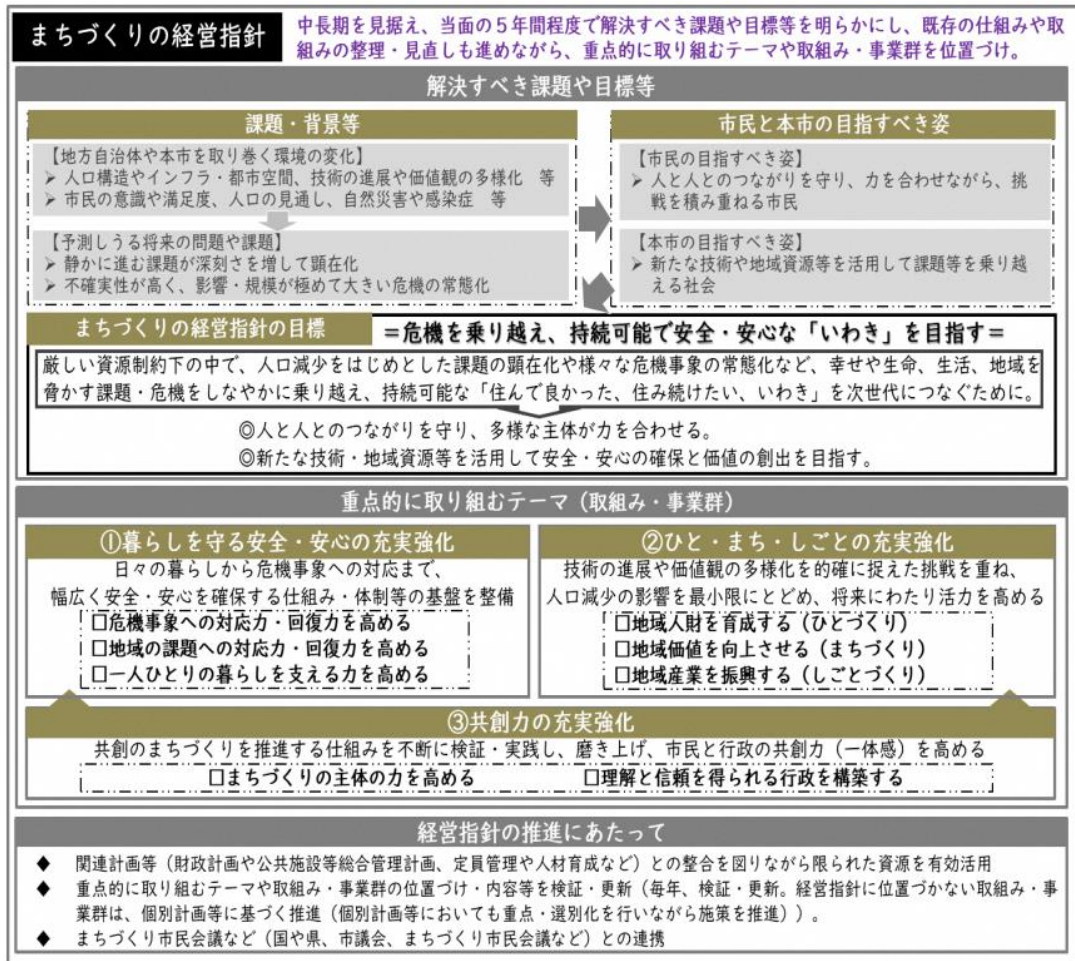 まちづくりの経営指針
中長期を見据え、当面の5年間程度で解決すべき課題や目標等を明らかにし、既存の仕組みや取
組みの整理・見直しも進めながら、重点的に取り組むテーマや取組み・事業群を位置づけ。
解決すべき課題や目標等
課題・背景等
【地方自治体や本市を取り巻く環境の変化】
➢ 人口構造やインフラ・都市空間、技術の進展や価値観の多様化 等
➢ 市民の意識や満足度、人口の見通し、自然災害や感染症 等
【予測しうる将来の問題や課題】
➢ 静かに進む課題が深刻さを増して顕在化
➢ 不確実性が高く、影響・規模が極めて大きい危機の常態化
市民と本市の目指すべき姿
【市民の目指すべき姿】
➢ 人と人とのつながりを守り、力を合わせながら、挑
戦を積み重ねる市民
【本市の目指すべき姿】
➢ 新たな技術や地域資源等を活用して課題等を乗り越
える社会
まちづくりの経営指針の目標
=危機を乗り越え、持続可能で安全・安心な「いわき」を目指す=
厳しい資源制約下の中で、人口減少をはじめとした課題の顕在化や様々な危機事象の常態化など、幸せや生命、生活、地域を
脅かす課題・危機をしなやかに乗り越え、持続可能な「住んで良かった、住み続けたい、いわき」を次世代につなぐために。
◎人と人とのつながりを守り、多様な主体が力を合わせる。
◎新たな技術・地域資源等を活用して安全・安心の確保と価値の創出を目指す。
重点的に取り組むテーマ（取組み・事業群）
①暮らしを守る安全・安心の充実強化
日々の暮らしから危機事象への対応まで、
幅広く安全・安心を確保する仕組み・体制等の基盤を整備
□危機事象への対応力・回復力を高める
□地域の課題への対応力・回復力を高める
□一人ひとりの暮らしを支える力を高める
②ひと・まち・しごとの充実強化
技術の進展や価値観の多様化を的確に捉えた挑戦を重ね、
人口減少の影響を最小限にとどめ、将来にわたり活力を高める
□地域人財を育成する（ひとづくり）
□地域価値を向上させる（まちづくり）
□地域産業を振興する（しごとづくり）
③共創力の充実強化
共創のまちづくりを推進する仕組みを不断に検証・実践し、磨き上げ、市民と行政の共創力（一体感）を高める
□まちづくりの主体の力を高める □理解と信頼を得られる行政を構築する
経営指針の推進にあたって
◆ 関連計画等（財政計画や公共施設等総合管理計画、定員管理や人材育成など）との整合を図りながら限られた資源を有効活用
◆ 重点的に取り組むテーマや取組み・事業群の位置づけ・内容等を検証・更新（毎年、検証・更新。経営指針に位置づかない取組み・事
業群は、個別計画等に基づく推進（個別計画等においても重点・選別化を行いながら施策を推進））。
◆ まちづくり市民会議など（国や県、市議会、まちづくり市民会議など）との連携